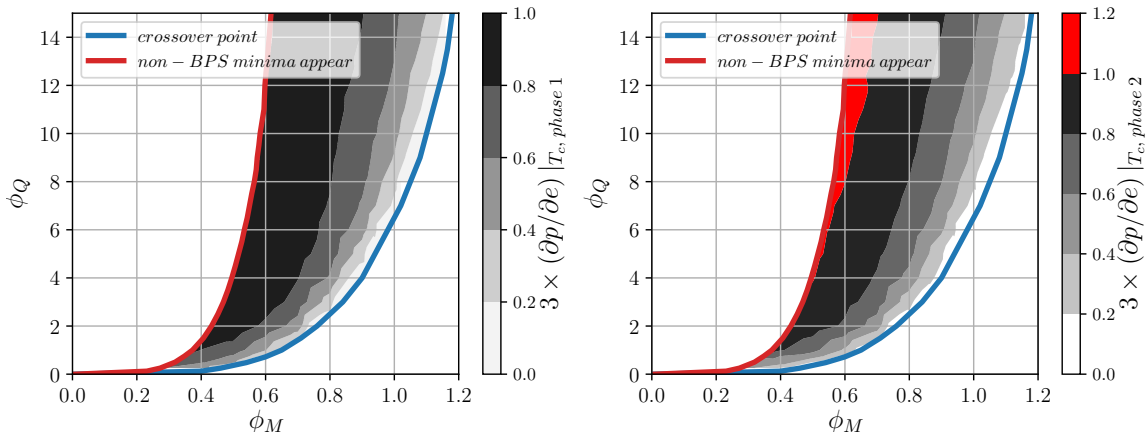 crossover point
non − BPS minima appear
14
12
10
8
6
4
2
0
ϕ_Q
0.0 0.2 0.4 0.6 0.8 1.0 1.2
ϕ_M
1.0
0.8
0.6
0.4
0.2
0.0
3 × (∂p/∂e) |_{T_c, phase 1}
crossover point
non − BPS minima appear
14
12
10
8
6
4
2
0
ϕ_Q
0.0 0.2 0.4 0.6 0.8 1.0 1.2
ϕ_M
1.2
1.0
0.8
0.6
0.4
0.2
0.0
3 × (∂p/∂e) |_{T_c, phase 2}